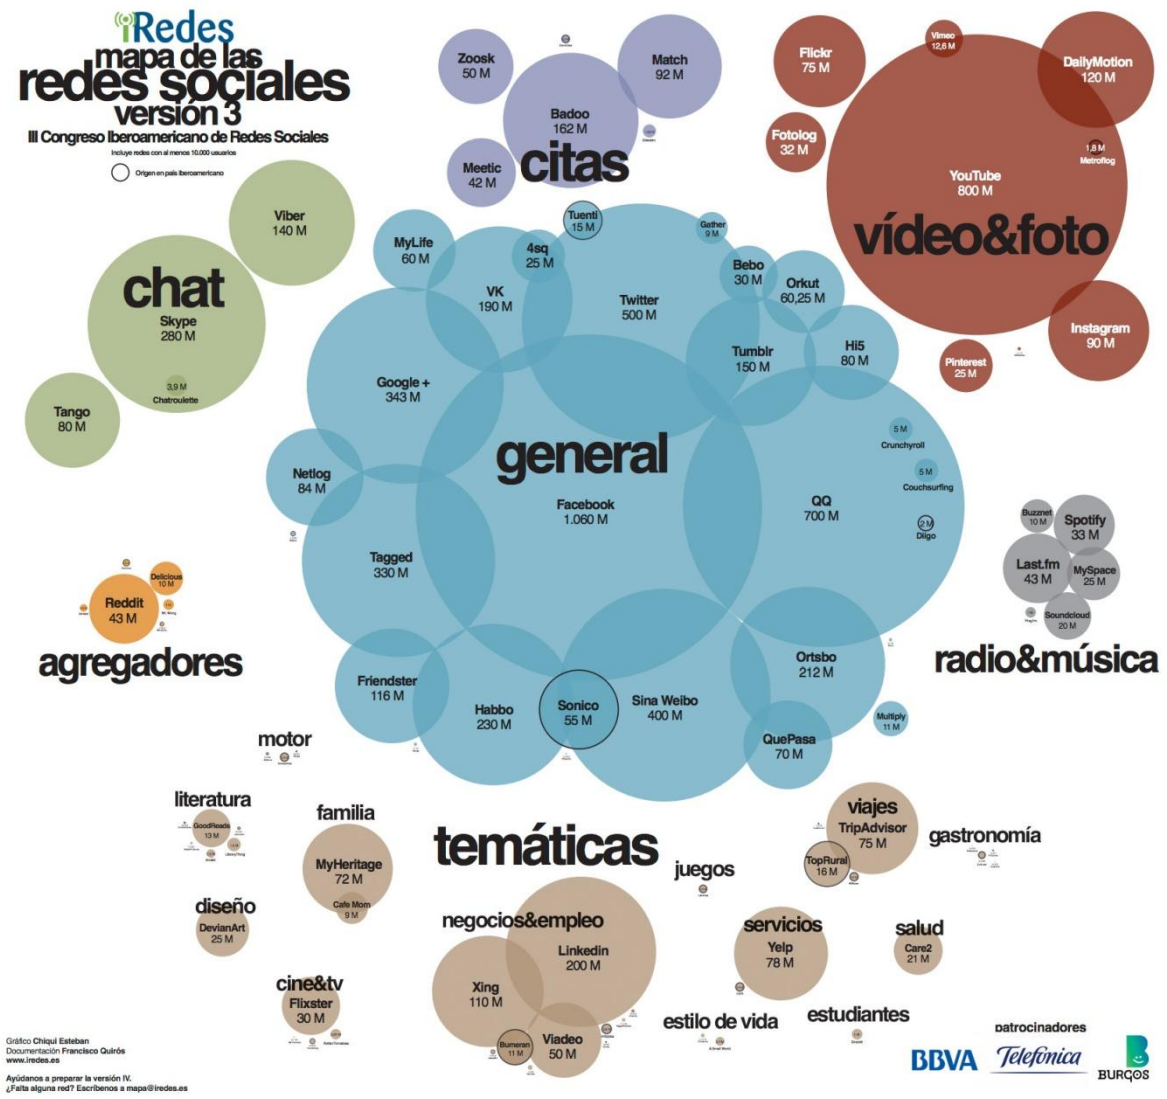 iRedes
mapa de las
redes sociales
versión 3
III Congreso Iberoamericano de Redes Sociales
Incluye redes con al menos 10.000 usuarios
Origen en país iberoamericano
citas
Zoosk
50 M
Match
92 M
Badoo
162 M
Meetic
42 M
vídeo&foto
Flickr
75 M
Vimeo
12,6 M
DailyMotion
120 M
Fotolog
32 M
1,8 M
Metroflog
YouTube
800 M
Instagram
90 M
Pinterest
25 M
chat
Viber
140 M
Skype
280 M
3,9 M
Chatroulette
Tango
80 M
general
Tuenti
15 M
Gather
9 M
MyLife
60 M
4sq
25 M
Bebo
30 M
Orkut
60,25 M
VK
190 M
Twitter
500 M
Tumblr
150 M
Hi5
80 M
Google +
343 M
Crunchyroll
5 M
Couchsurfing
5 M
Netlog
84 M
Facebook
1.060 M
QQ
700 M
2 M
Diigo
Tagged
330 M
Ortsbo
212 M
Friendster
116 M
Habbo
230 M
Sonico
55 M
Sina Weibo
400 M
Multiply
11 M
QuePasa
70 M
agregadores
Delicious
10 M
Reddit
43 M
Mr. Wong
radio&música
Buzznet
10 M
Spotify
33 M
Last.fm
43 M
MySpace
25 M
Soundcloud
20 M
temáticas
motor
literatura
GoodReads
13 M
LibraryThing
familia
MyHeritage
72 M
Cafe Mom
9 M
diseño
DevianArt
25 M
cine&tv
Flixster
30 M
negocios&empleo
Linkedin
200 M
Xing
110 M
Viadeo
50 M
Bumeran
11 M
juegos
viajes
TripAdvisor
75 M
TopRural
16 M
gastronomía
servicios
Yelp
78 M
salud
Care2
21 M
estilo de vida
estudiantes
Gráfico Chiqui Esteban
Documentación Francisco Quirós
www.iredes.es
Ayúdanos a preparar la versión IV.
¿Falta alguna red? Escríbenos a mapa@iredes.es
patrocinadores
BBVA
Telefónica
BURGOS